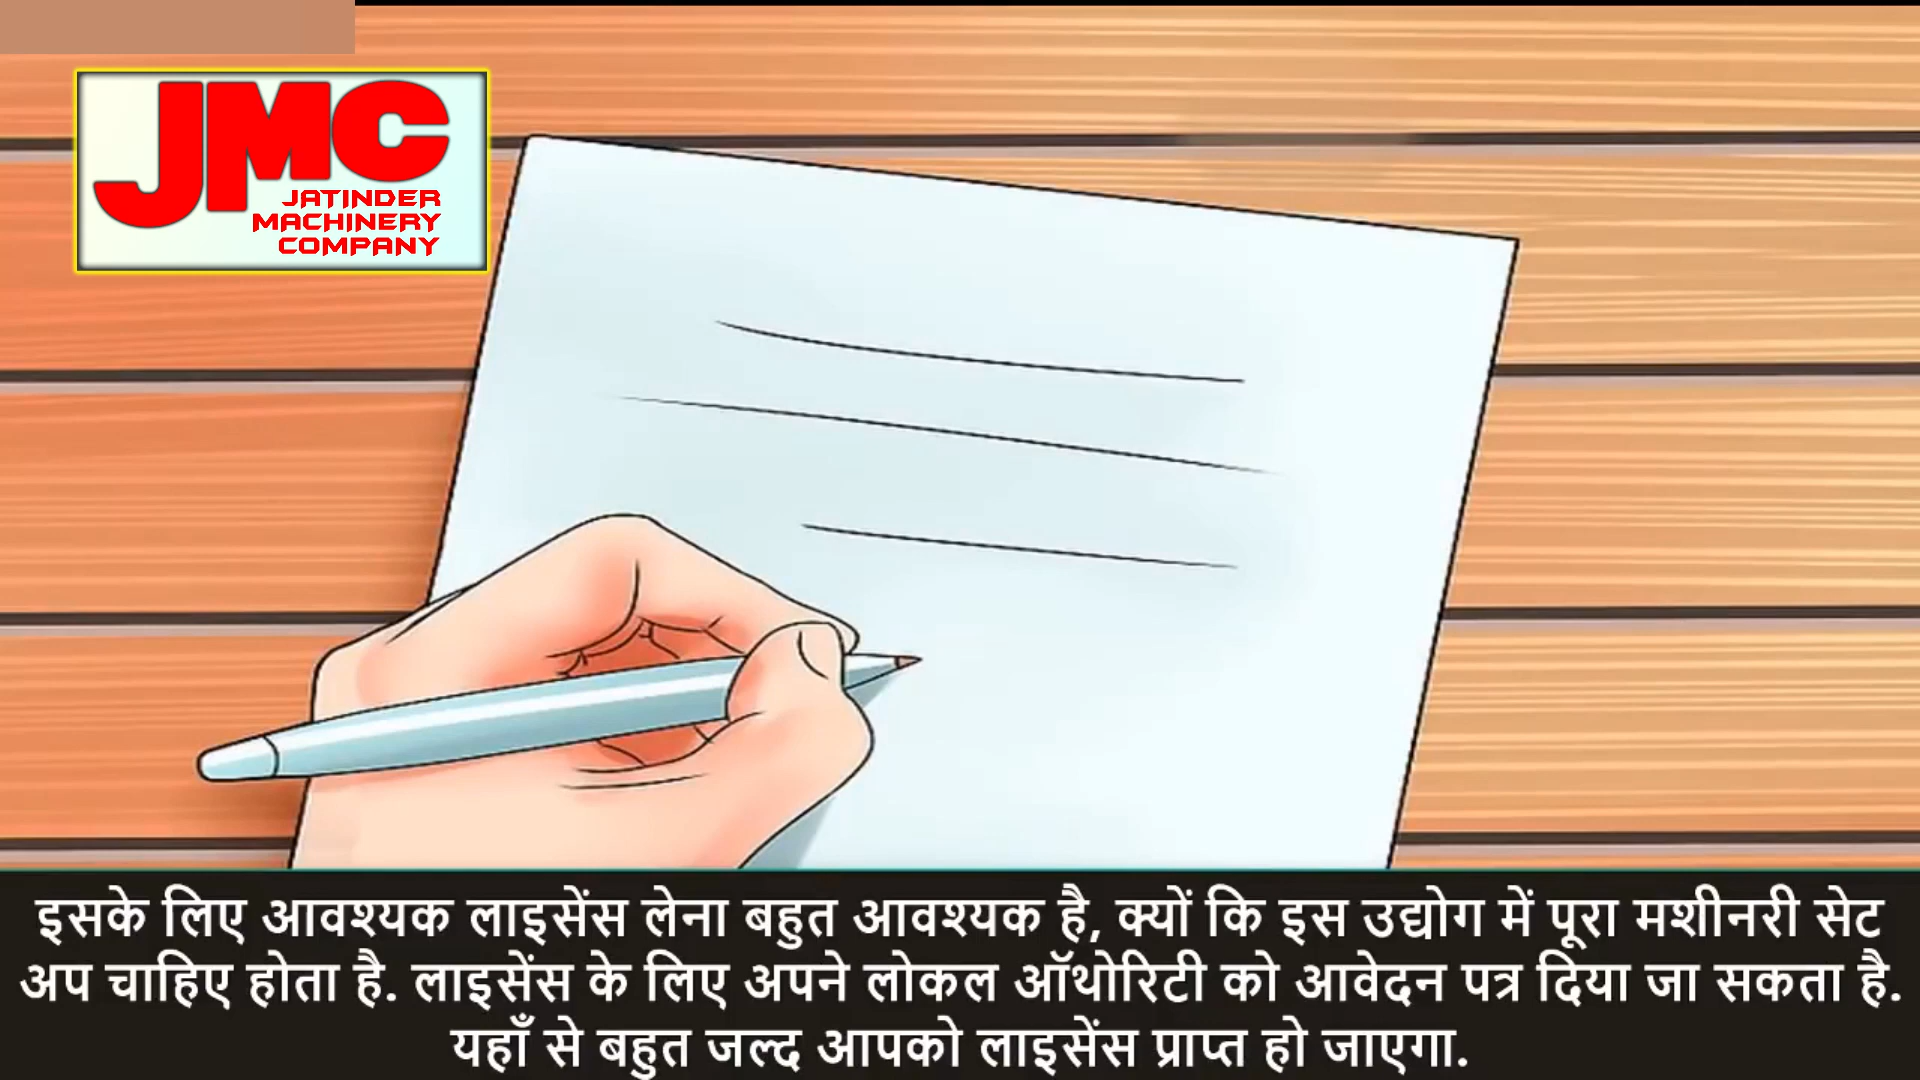 JMC
JATINDER
MACHINERY
COMPANY
इसके लिए आवश्यक लाइसेंस लेना बहुत आवश्यक है, क्यों कि इस उद्योग में पूरा मशीनरी सेट
अप चाहिए होता है. लाइसेंस के लिए अपने लोकल ऑथोरिटी को आवेदन पत्र दिया जा सकता है.
यहाँ से बहुत जल्द आपको लाइसेंस प्राप्त हो जाएगा.